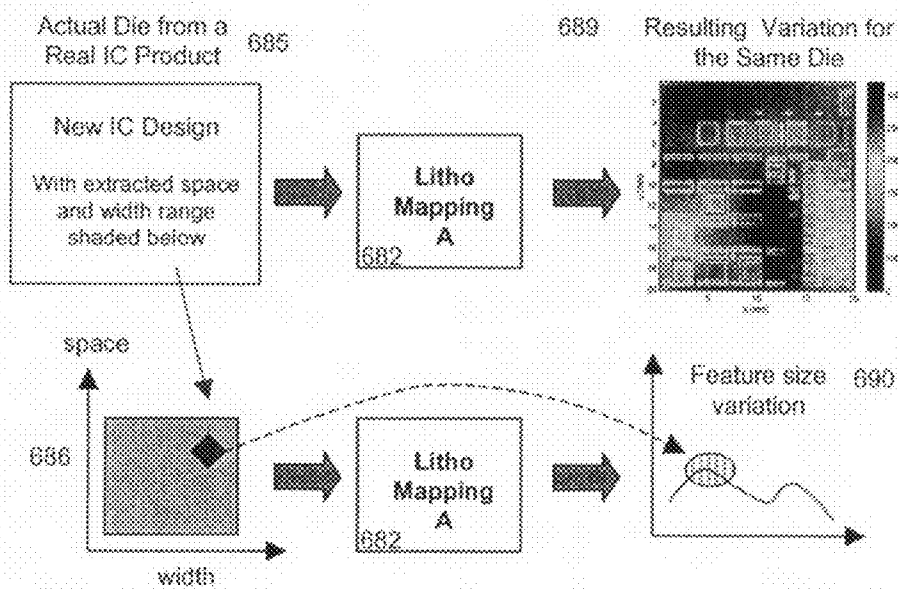 Actual Die from a
Real IC Product
685
689
Resulting Variation for
the Same Die
New IC Design
With extracted space
and width range
shaded below
Litho
Mapping
A
682
space
686
width
Litho
Mapping
A
682
Feature size
variation
690